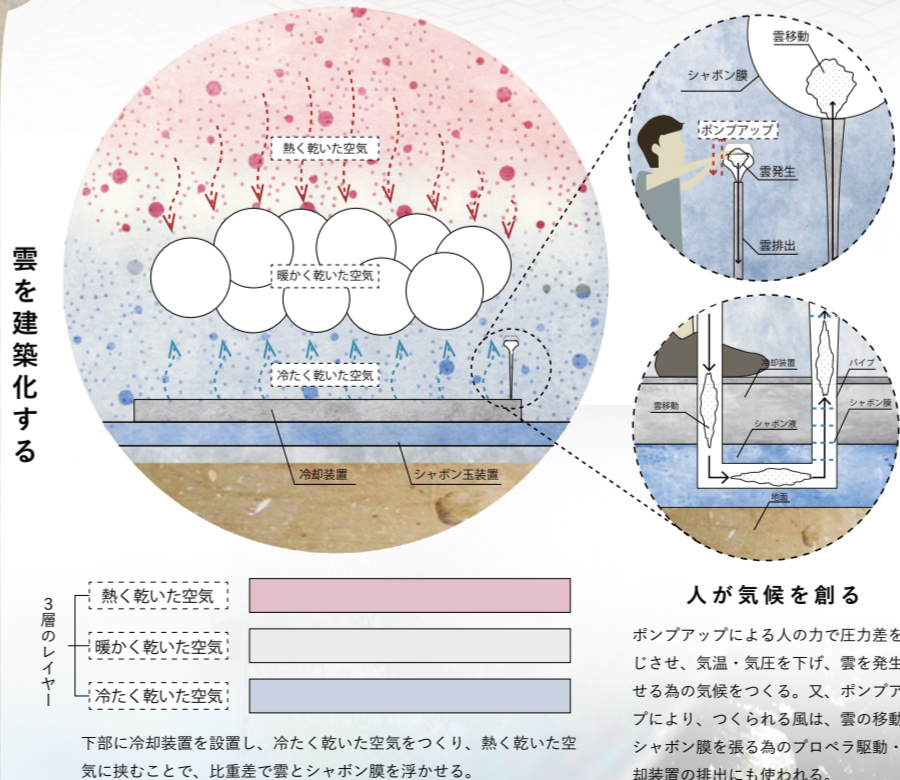 雲を建築化する
熱く乾いた空気
暖かく乾いた空気
冷たく乾いた空気
冷却装置
シャボン玉装置
雲移動
シャボン膜
ポンプアップ
雲発生
雲排出
冷却装置
パイプ
雲移動
シャボン膜
シャボン液
地面
3層のレイヤー
熱く乾いた空気
暖かく乾いた空気
冷たく乾いた空気
下部に冷却装置を設置し、冷たく乾いた空気をつくり、熱く乾いた空
気に挟むことで、比重差で雲とシャボン膜を浮かせる。
人が気候を創る
ポンプアップによる人の力で圧力差を
じさせ、気温・気圧を下げ、雲を発生
せる為の気候をつくる。又、ポンプア
プにより、つくられる風は、雲の移動
シャボン膜を張る為のプロペラ駆動・
却装置の排出にも使われる。